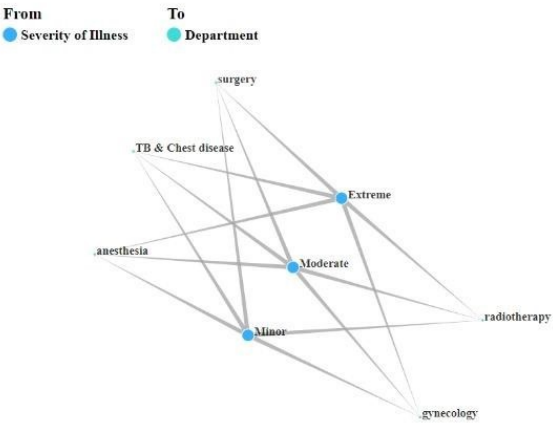 From To
Severity of Illness Department
surgery
TB & Chest disease
Extreme
anesthesia
Moderate
radiotherapy
Minor
gynecology